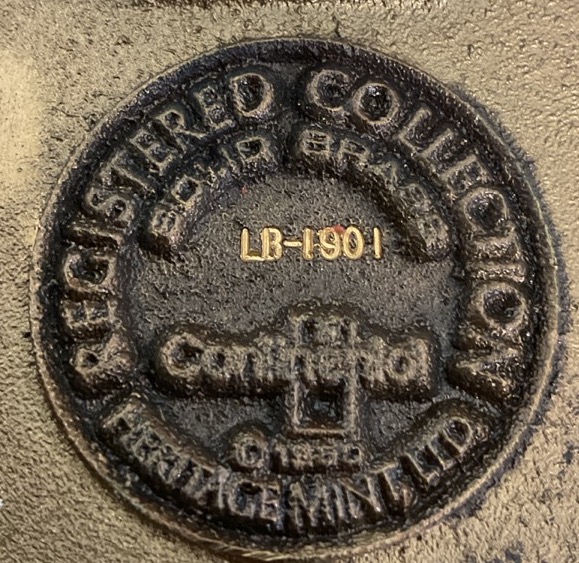 REGISTERED COLLECTION
SOLID BRASS
LB-1901
Continental
©
HERITAGE MINT, LTD.